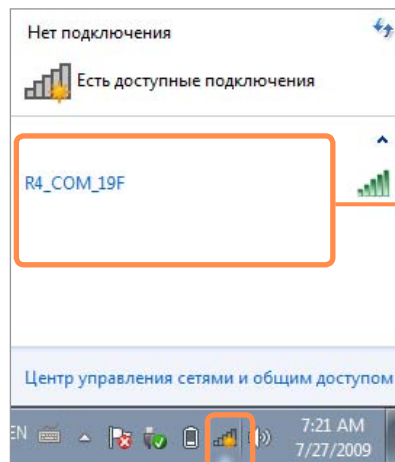 Нет подключения
Есть доступные подключения
R4_COM_19F
Центр управления сетями и общим доступом
EN
7:21 AM
7/27/2009